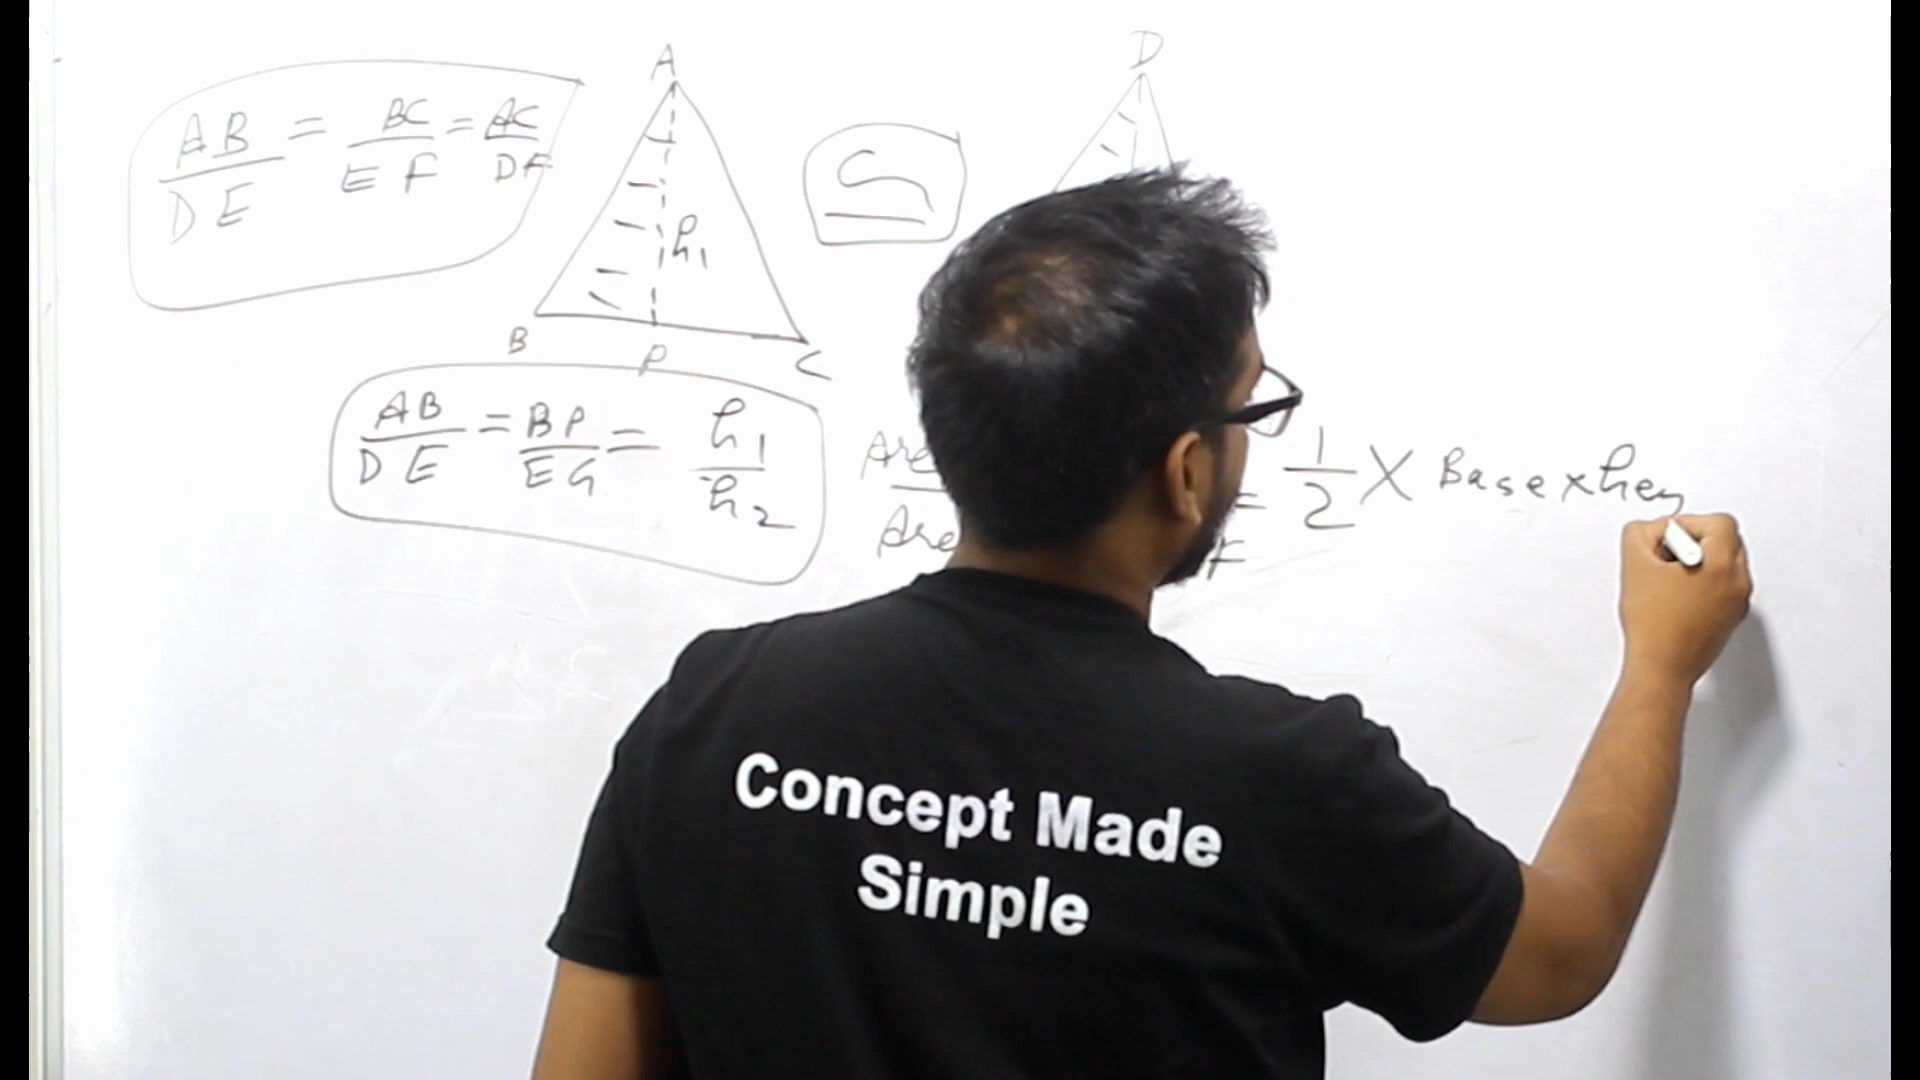 A
D
AB/DE = BC/EF = AC/DF
h₁
B P C
AB/DE = BP/EG = h₁/h₂
= 1/2 X Base x heg
F
Concept Made
Simple